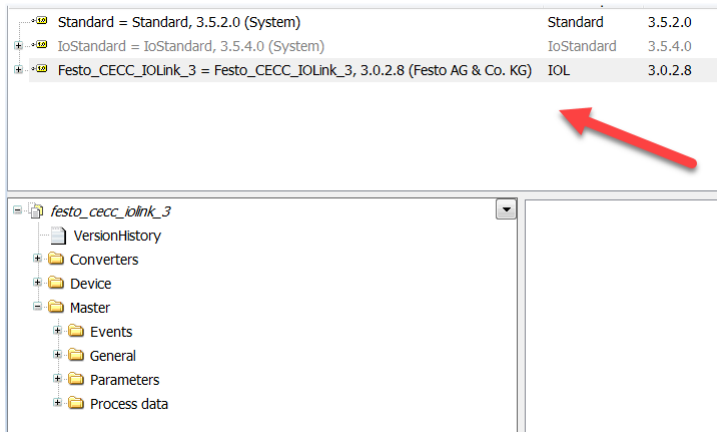 Standard = Standard, 3.5.2.0 (System) Standard 3.5.2.0
IoStandard = IoStandard, 3.5.4.0 (System) IoStandard 3.5.4.0
Festo_CECC_IOLink_3 = Festo_CECC_IOLink_3, 3.0.2.8 (Festo AG & Co. KG) IOL 3.0.2.8
festo_cecc_iolink_3
VersionHistory
Converters
Device
Master
Events
General
Parameters
Process data